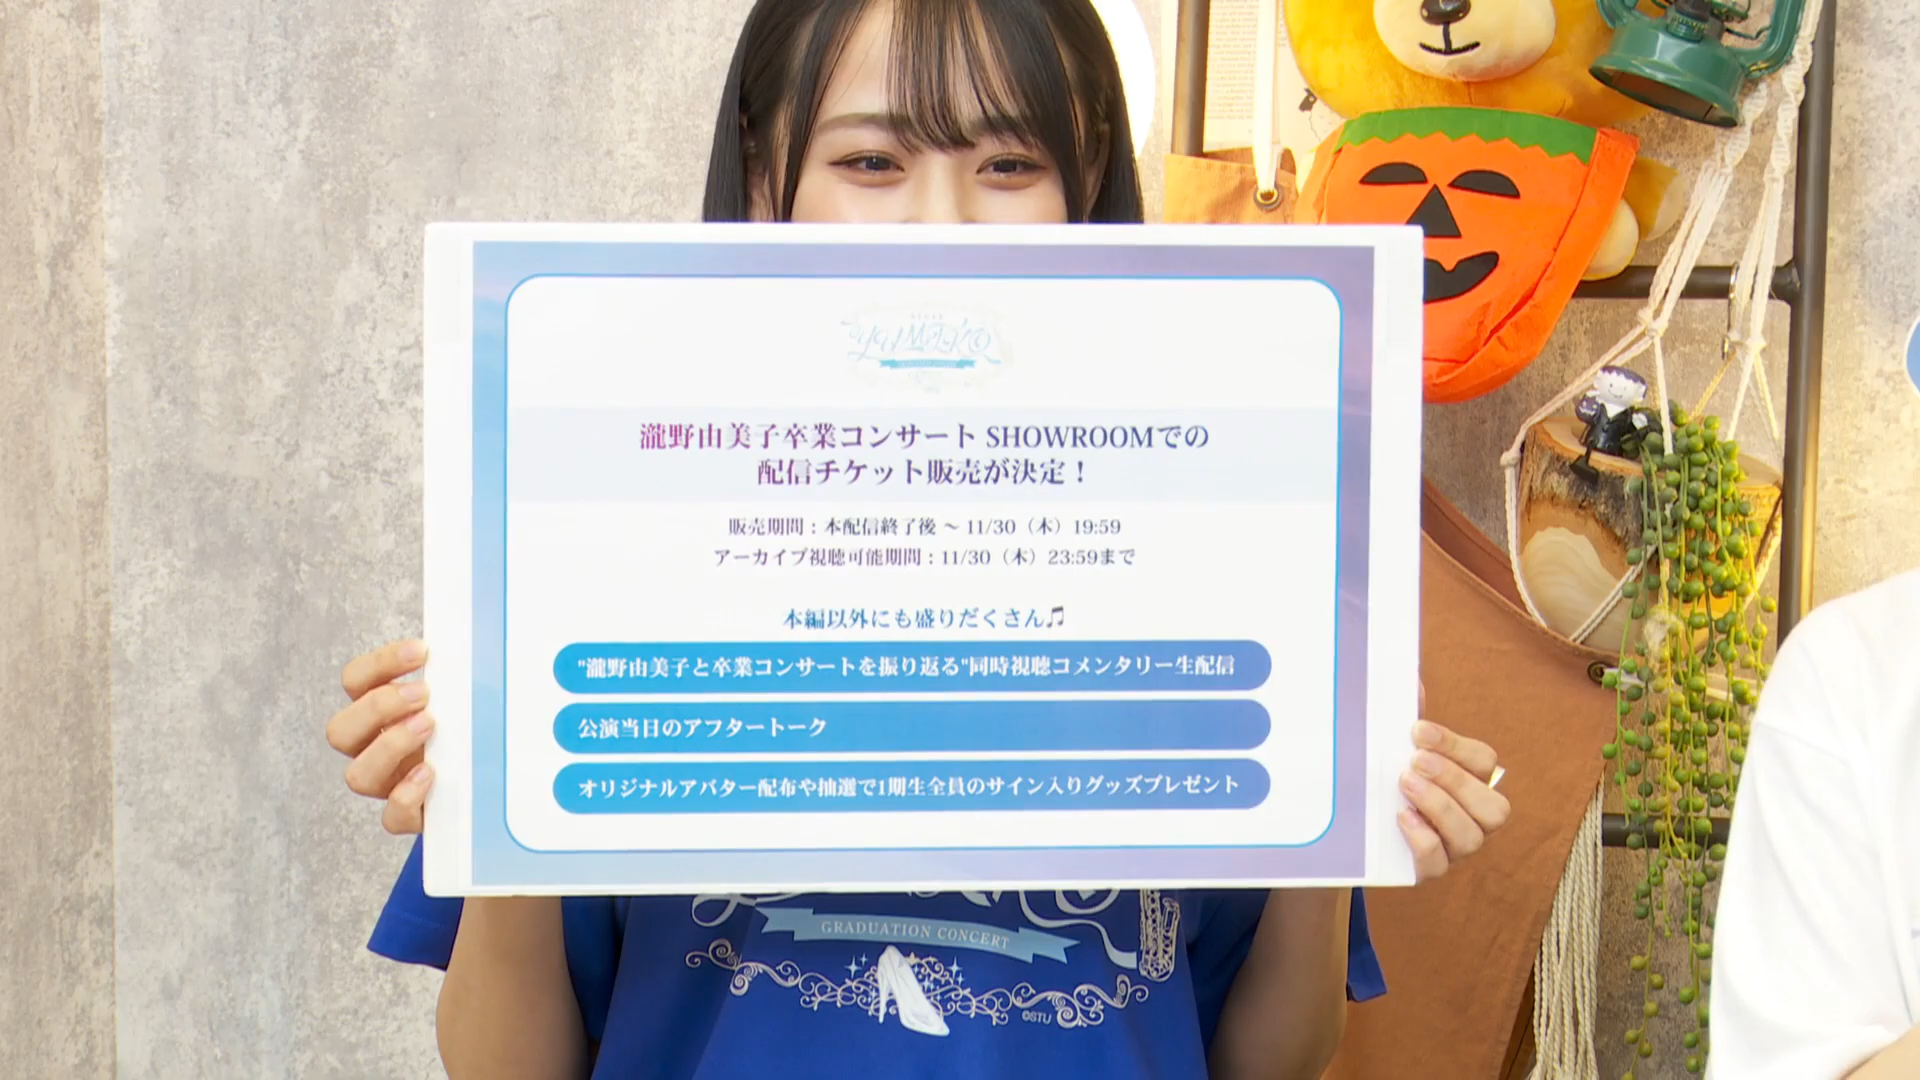 YUMIKO
瀧野由美子卒業コンサート SHOWROOMでの
配信チケット販売が決定！
販売期間：本配信終了後 ～ 11/30（木）19:59
アーカイブ視聴可能期間：11/30（木）23:59まで
本編以外にも盛りだくさん♫
"瀧野由美子と卒業コンサートを振り返る"同時視聴コメンタリー生配信
公演当日のアフタートーク
オリジナルアバター配布や抽選で1期生全員のサイン入りグッズプレゼント
GRADUATION CONCERT
©STU